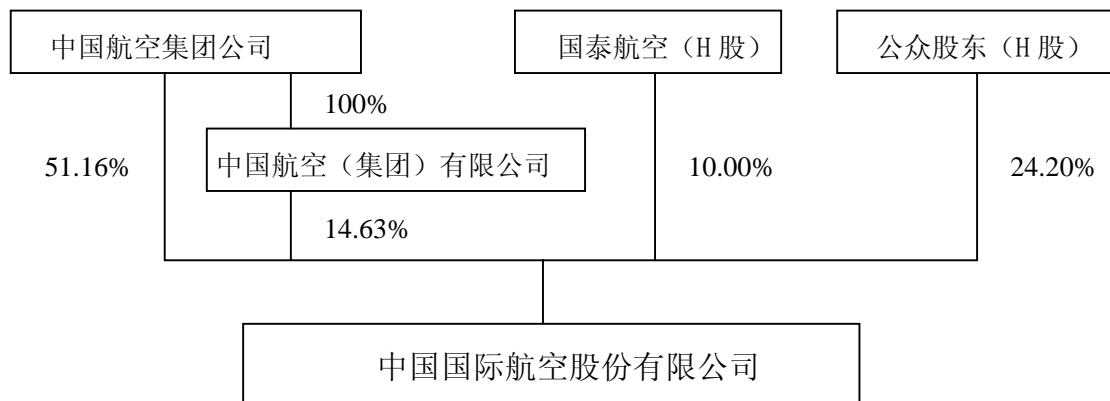 中国航空集团公司
国泰航空（H 股）
公众股东（H 股）
100%
51.16%
中国航空（集团）有限公司
10.00%
24.20%
14.63%
中国国际航空股份有限公司